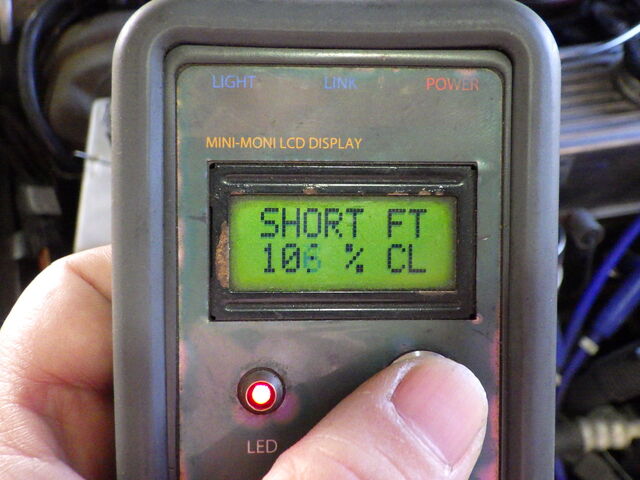 LIGHT LINK POWER
MINI-MONI LCD DISPLAY
SHORT FT
106 % CL
LED